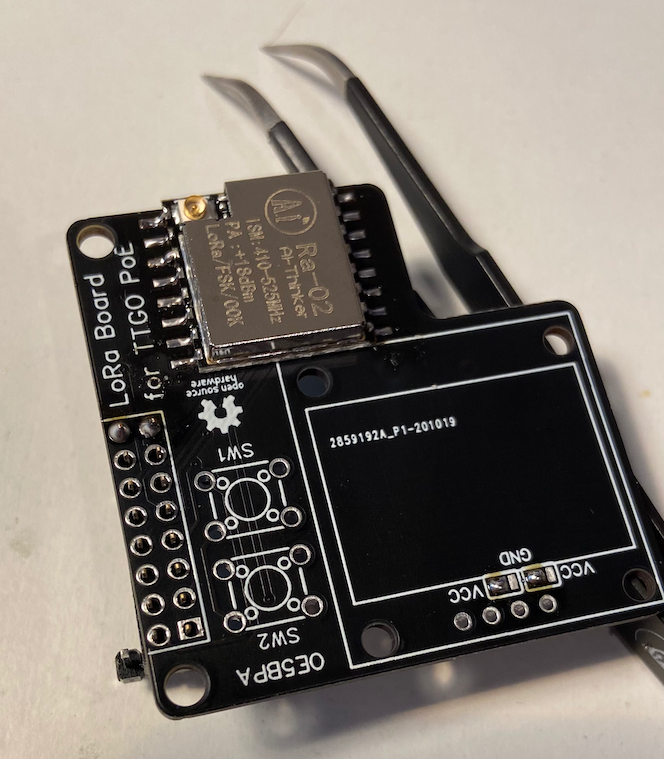 Ai
Ra-02
Ai-Thinker
ISM:410-525MHz
PA:+18dBm
LoRa/FSK/OOK
LoRa Board
for TTGO PoE
open source
hardware
SW1
2859192A_P1-201019
SW2
GND
VCC
VCC
OE5BPA